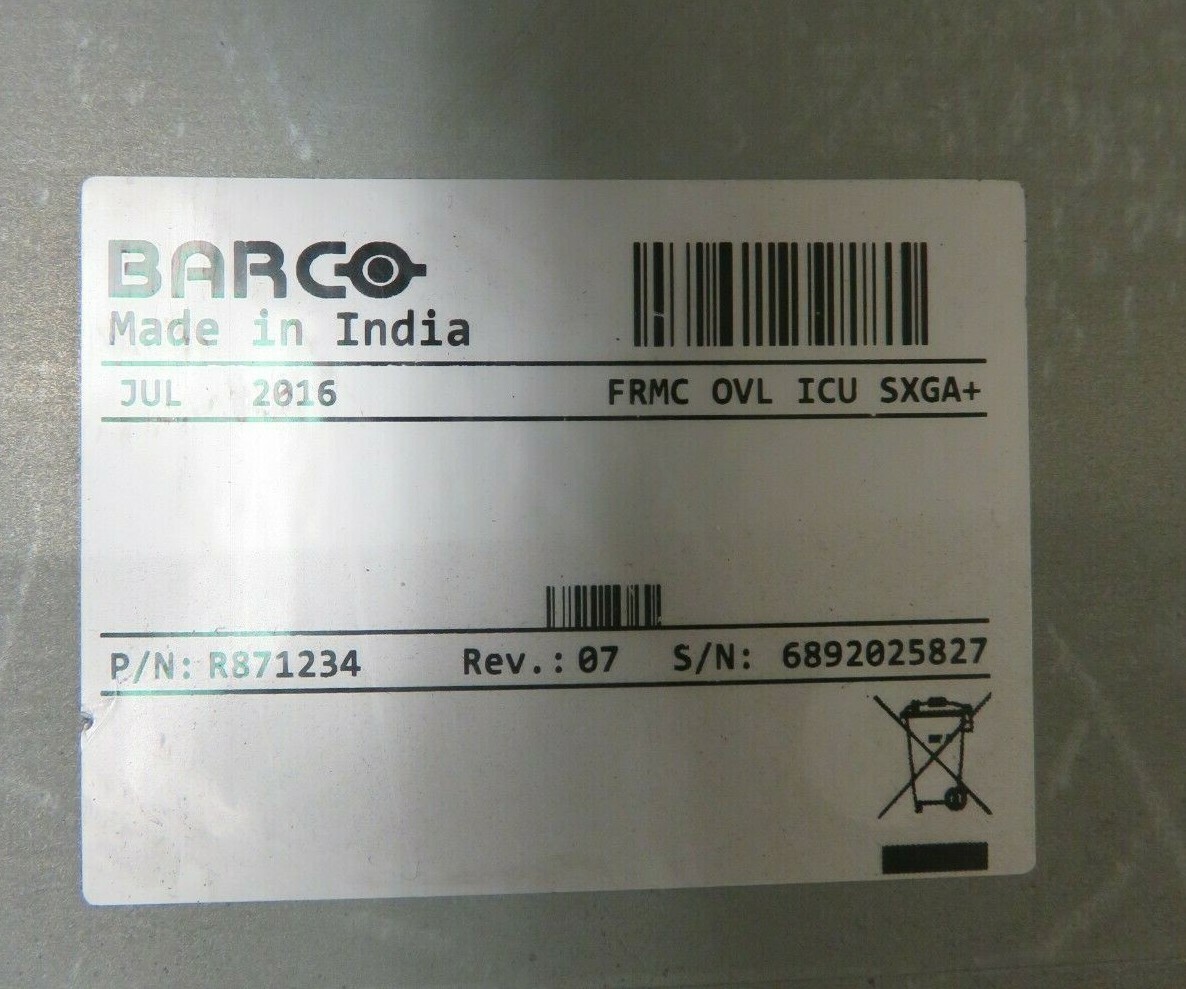 BARCO
Made in India
JUL 2016 FRMC OVL ICU SXGA+
P/N: R871234 Rev.: 07 S/N: 6892025827